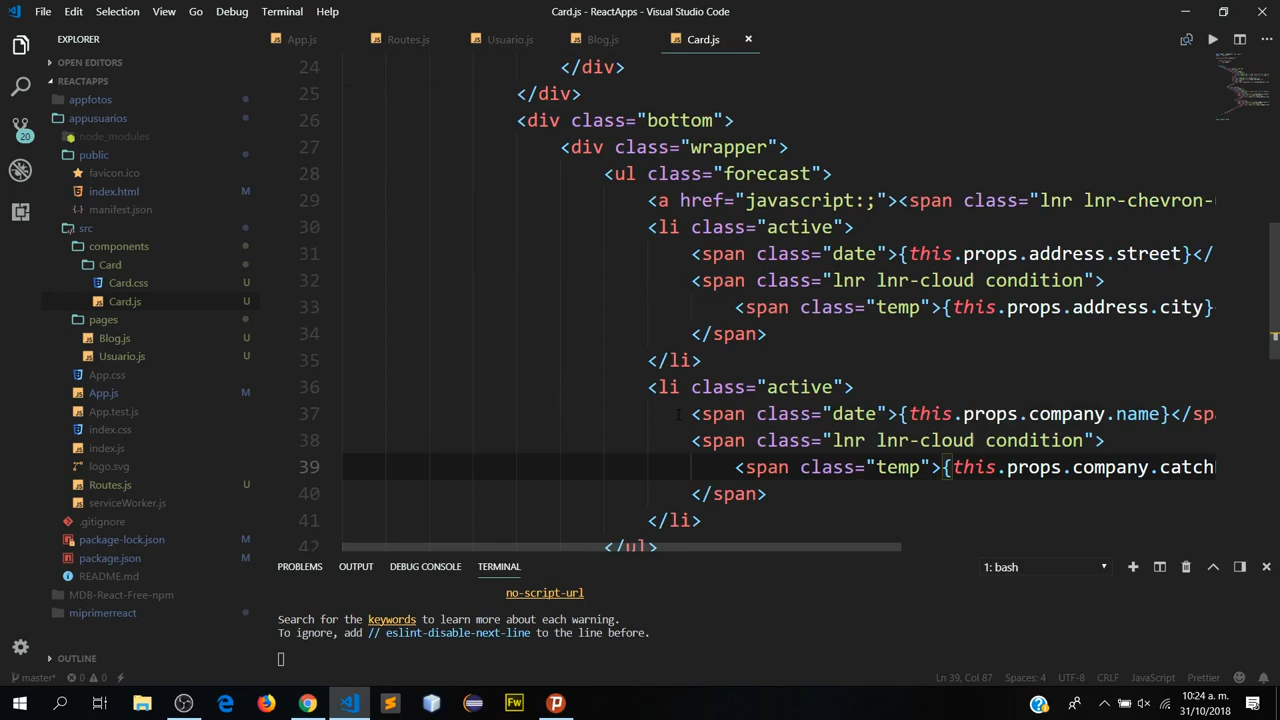 File Edit Selection View Go Debug Terminal Help
Card.js - ReactApps - Visual Studio Code
EXPLORER
App.js
Routes.js
Usuario.js
Blog.js
Card.js
OPEN EDITORS
REACTAPPS
appfotos
appusuarios
node_modules
public
favicon.ico
index.html M
manifest.json
src
components
Card
Card.css U
Card.js U
pages
Blog.js U
Usuario.js U
App.css
App.js M
App.test.js
index.css
index.js
logo.svg
Routes.js U
serviceWorker.js
.gitignore
package-lock.json M
package.json M
README.md
MDB-React-Free-npm
miprimerreact
OUTLINE
20
24 </div>
25 </div>
26 <div class="bottom">
27 <div class="wrapper">
28 <ul class="forecast">
29 <a href="javascript:;"><span class="lnr lnr-chevron-
30 <li class="active">
31 <span class="date">{this.props.address.street}</
32 <span class="lnr lnr-cloud condition">
33 <span class="temp">{this.props.address.city}
34 </span>
35 </li>
36 <li class="active">
37 <span class="date">{this.props.company.name}</sp
38 <span class="lnr lnr-cloud condition">
39 <span class="temp">{this.props.company.catch
40 </span>
41 </li>
42 </ul>
PROBLEMS OUTPUT DEBUG CONSOLE TERMINAL
1: bash
no-script-url
Search for the keywords to learn more about each warning.
To ignore, add // eslint-disable-next-line to the line before.
master* 0 0
Ln 39, Col 87 Spaces: 4 UTF-8 CRLF JavaScript Prettier
Fw
10:24 a. m.
31/10/2018